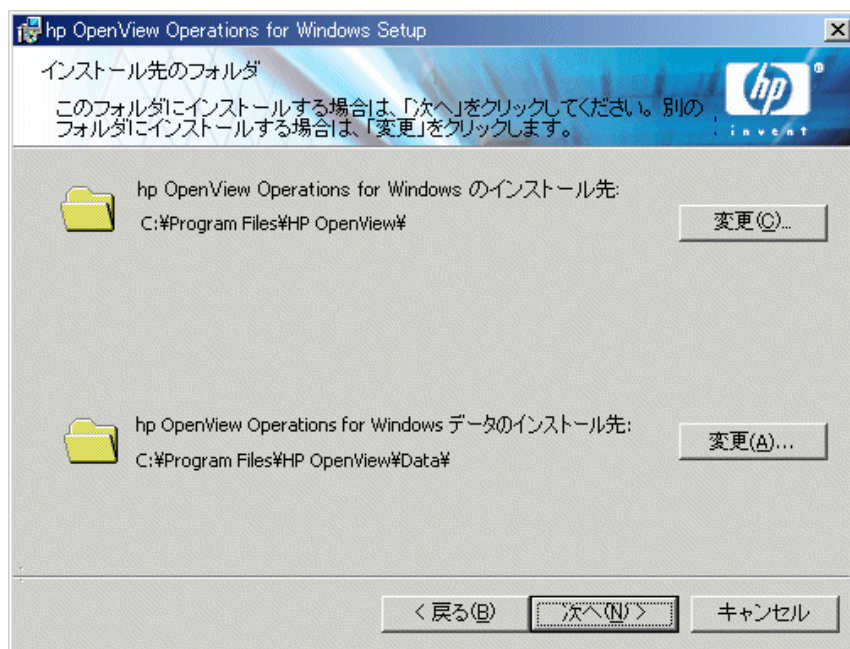 hp OpenView Operations for Windows Setup
インストール先のフォルダ
このフォルダにインストールする場合は、「次へ」をクリックしてください。別の
フォルダにインストールする場合は、「変更」をクリックします。
hp
®
invent
hp OpenView Operations for Windows のインストール先:
C:¥Program Files¥HP OpenView¥
変更(C)...
hp OpenView Operations for Windows データのインストール先:
C:¥Program Files¥HP OpenView¥Data¥
変更(A)...
< 戻る(B)
次へ(N) >
キャンセル